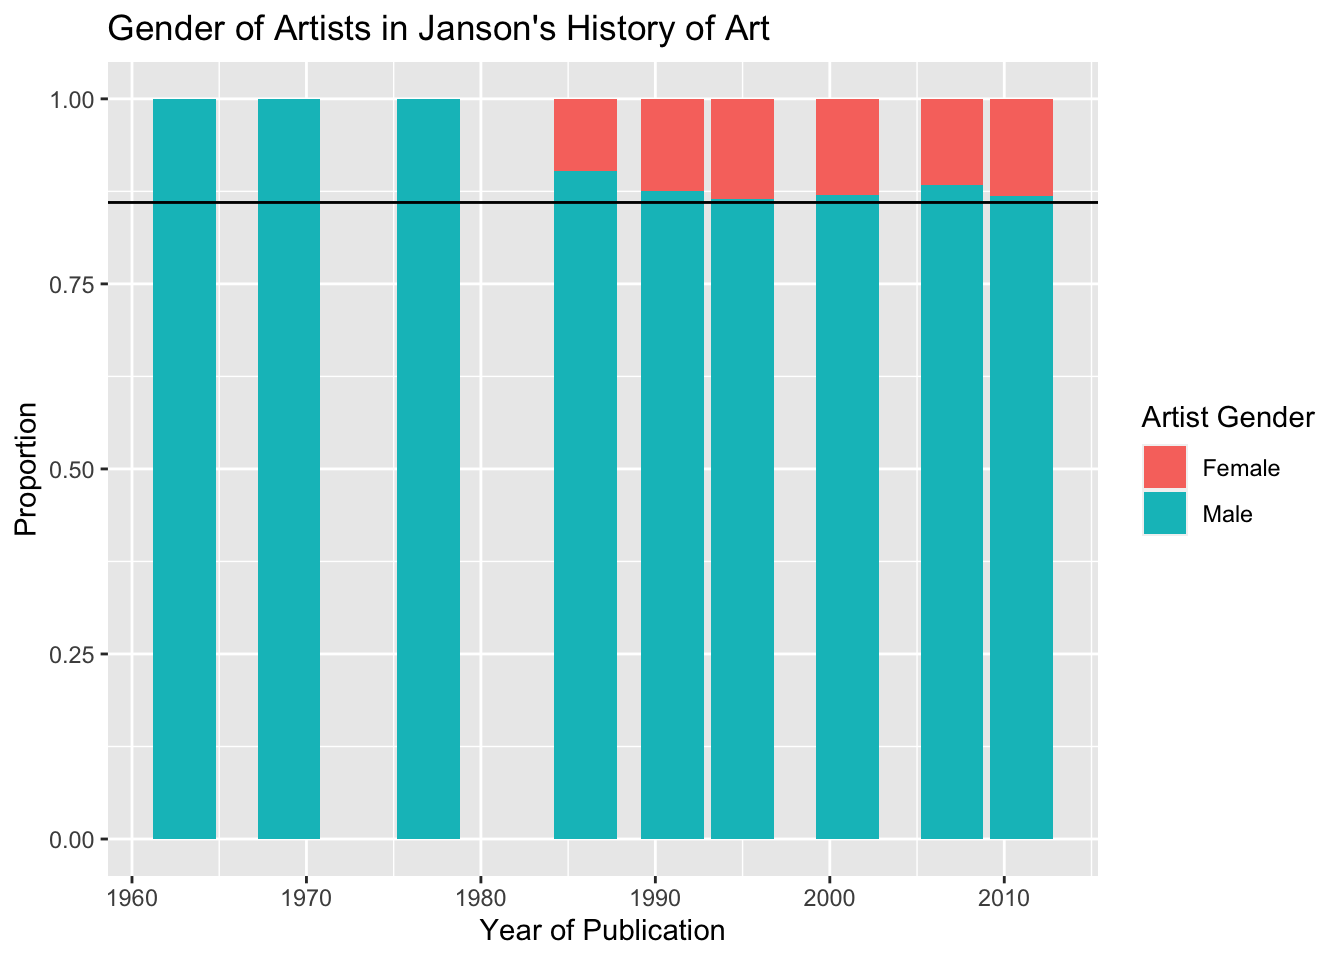 Gender of Artists in Janson's History of Art
1.00
0.75
0.50
0.25
0.00
Proportion
1960 1970 1980 1990 2000 2010
Year of Publication
Artist Gender
Female
Male